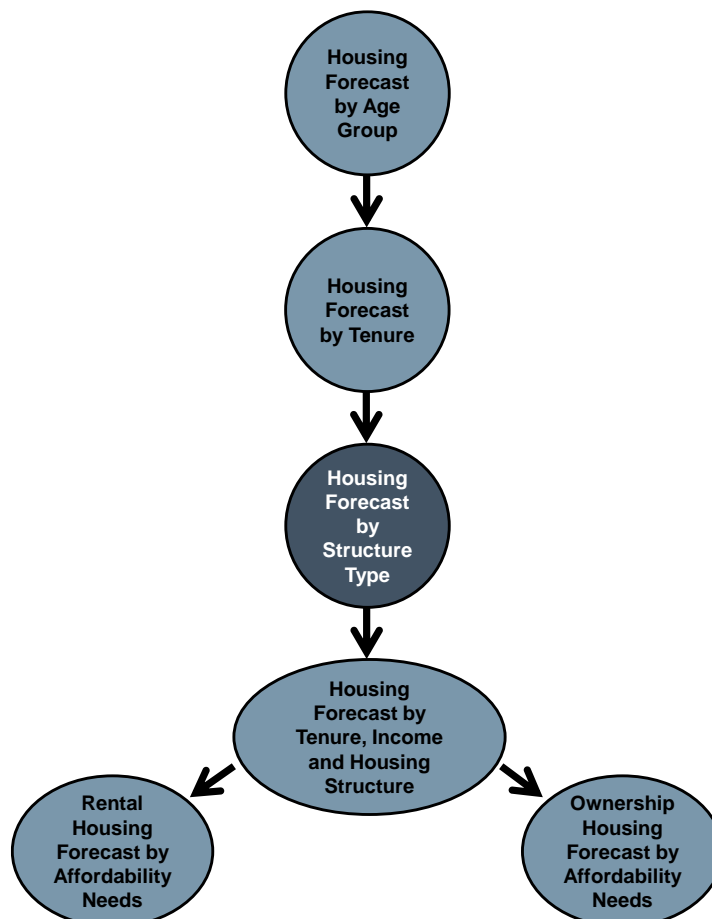 Housing
Forecast
by Age
Group
Housing
Forecast
by Tenure
Housing
Forecast
by
Structure
Type
Housing
Forecast by
Tenure, Income
and Housing
Structure
Rental
Housing
Forecast by
Affordability
Needs
Ownership
Housing
Forecast by
Affordability
Needs